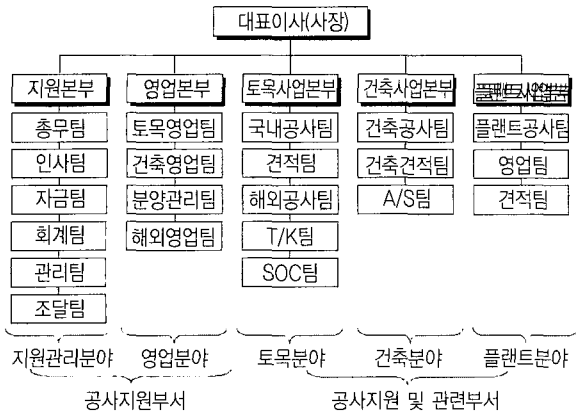 대표이사(사장)
지원본부 영업본부 토목사업본부 건축사업본부
총무팀 토목영업팀 국내공사팀 건축공사팀 플랜트공사팀
인사팀 건축영업팀 견적팀 건축견적팀 영업팀
자금팀 분양관리팀 해외공사팀 A/S팀 견적팀
회계팀 해외영업팀 T/K팀
관리팀 SOC팀
조달팀
지원관리분야 영업분야 토목분야 건축분야 플랜트분야
공사지원부서 공사지원 및 관련부서